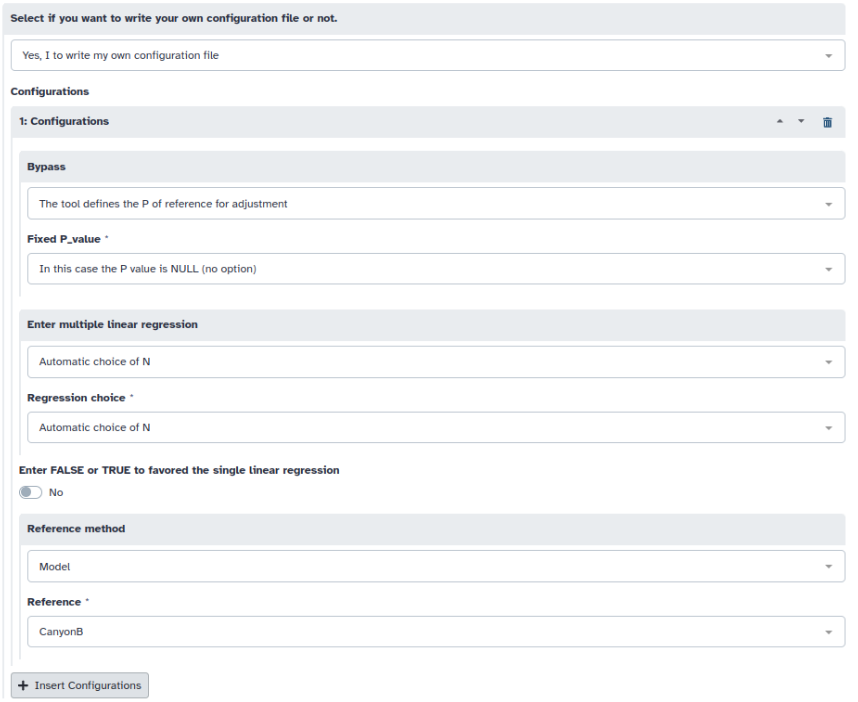 Select if you want to write your own configuration file or not.
Yes, I to write my own configuration file
Configurations
1: Configurations
Bypass
The tool defines the P of reference for adjustment
Fixed P_value *
In this case the P value is NULL (no option)
Enter multiple linear regression
Automatic choice of N
Regression choice *
Automatic choice of N
Enter FALSE or TRUE to favored the single linear regression
No
Reference method
Model
Reference *
CanyonB
+ Insert Configurations